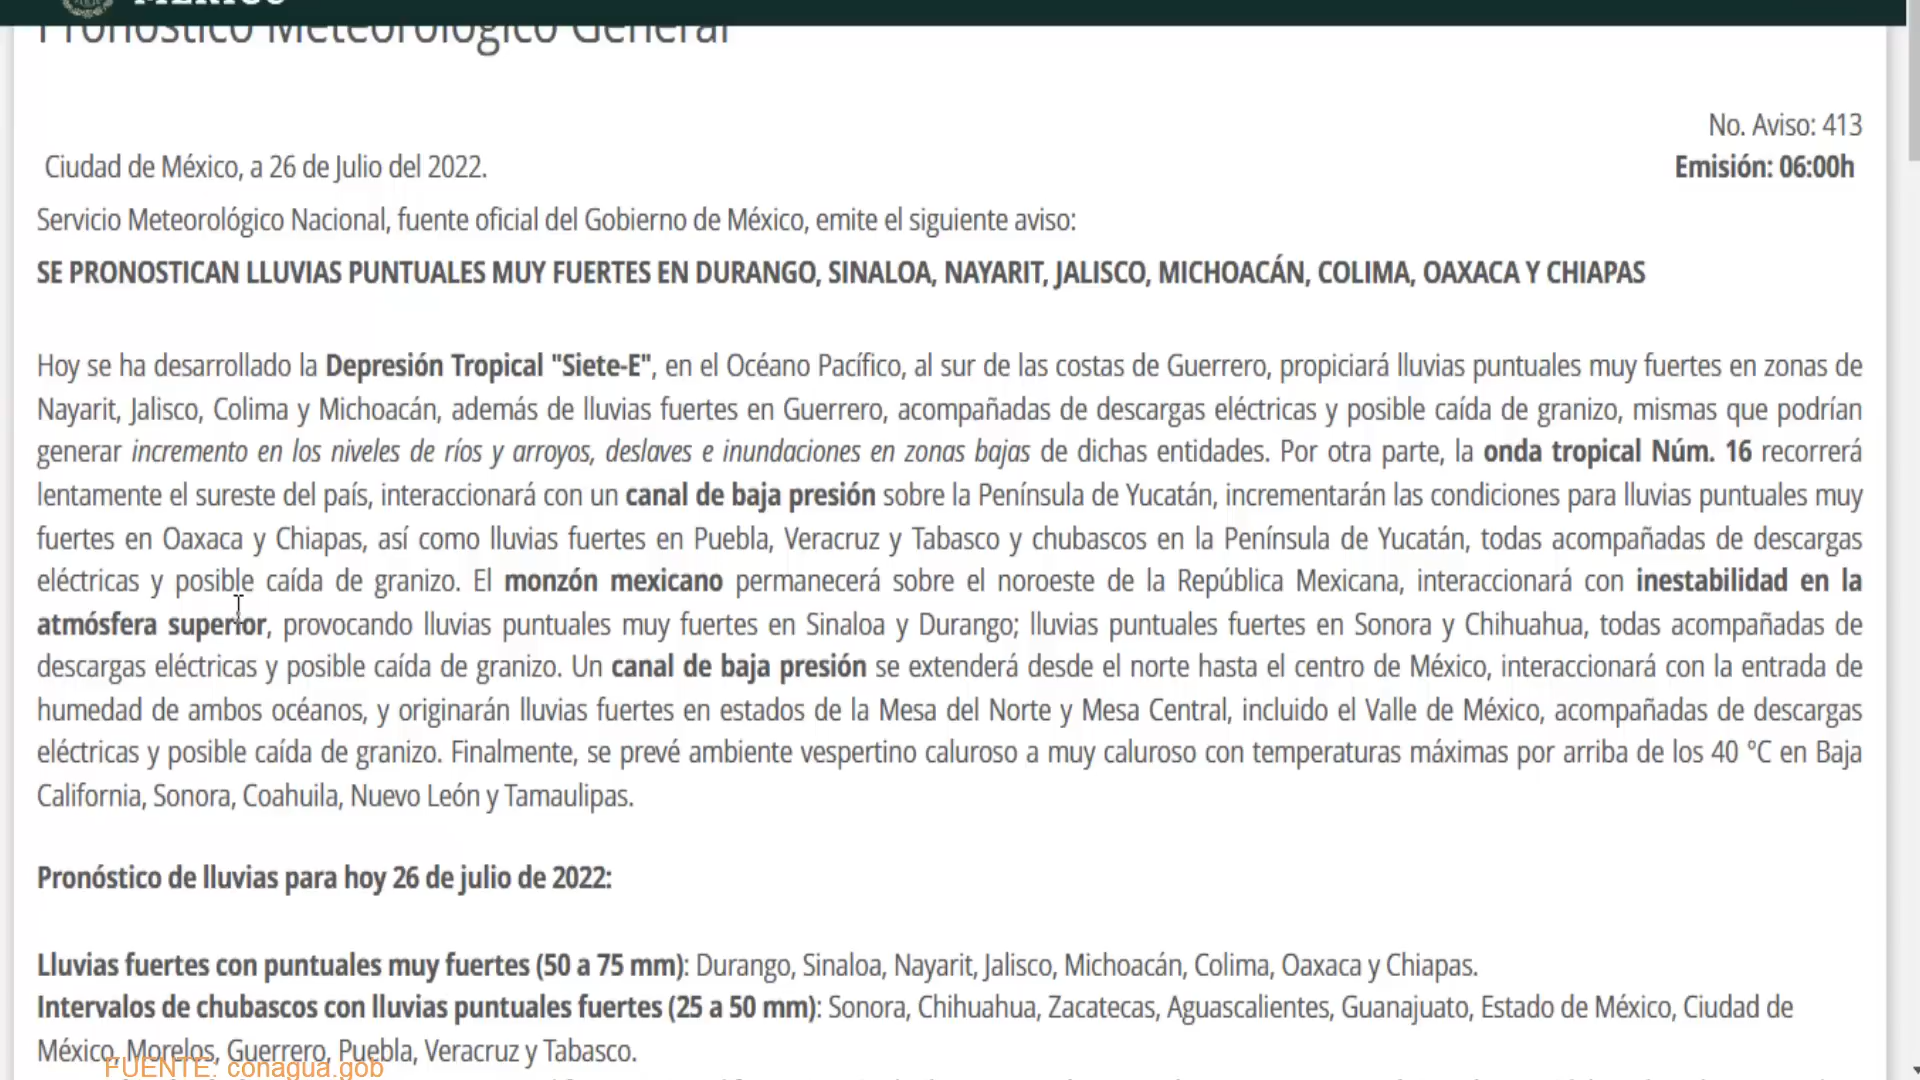 MÉXICO
Pronóstico Meteorológico General
No. Aviso: 413
Ciudad de México, a 26 de Julio del 2022.
Emisión: 06:00h
Servicio Meteorológico Nacional, fuente oficial del Gobierno de México, emite el siguiente aviso:
SE PRONOSTICAN LLUVIAS PUNTUALES MUY FUERTES EN DURANGO, SINALOA, NAYARIT, JALISCO, MICHOACÁN, COLIMA, OAXACA Y CHIAPAS
Hoy se ha desarrollado la Depresión Tropical "Siete-E", en el Océano Pacífico, al sur de las costas de Guerrero, propiciará lluvias puntuales muy fuertes en zonas de
Nayarit, Jalisco, Colima y Michoacán, además de lluvias fuertes en Guerrero, acompañadas de descargas eléctricas y posible caída de granizo, mismas que podrían
generar incremento en los niveles de ríos y arroyos, deslaves e inundaciones en zonas bajas de dichas entidades. Por otra parte, la onda tropical Núm. 16 recorrerá
lentamente el sureste del país, interaccionará con un canal de baja presión sobre la Península de Yucatán, incrementarán las condiciones para lluvias puntuales muy
fuertes en Oaxaca y Chiapas, así como lluvias fuertes en Puebla, Veracruz y Tabasco y chubascos en la Península de Yucatán, todas acompañadas de descargas
eléctricas y posible caída de granizo. El monzón mexicano permanecerá sobre el noroeste de la República Mexicana, interaccionará con inestabilidad en la
atmósfera superior, provocando lluvias puntuales muy fuertes en Sinaloa y Durango; lluvias puntuales fuertes en Sonora y Chihuahua, todas acompañadas de
descargas eléctricas y posible caída de granizo. Un canal de baja presión se extenderá desde el norte hasta el centro de México, interaccionará con la entrada de
humedad de ambos océanos, y originarán lluvias fuertes en estados de la Mesa del Norte y Mesa Central, incluido el Valle de México, acompañadas de descargas
eléctricas y posible caída de granizo. Finalmente, se prevé ambiente vespertino caluroso a muy caluroso con temperaturas máximas por arriba de los 40 °C en Baja
California, Sonora, Coahuila, Nuevo León y Tamaulipas.
Pronóstico de lluvias para hoy 26 de julio de 2022:
Lluvias fuertes con puntuales muy fuertes (50 a 75 mm): Durango, Sinaloa, Nayarit, Jalisco, Michoacán, Colima, Oaxaca y Chiapas.
Intervalos de chubascos con lluvias puntuales fuertes (25 a 50 mm): Sonora, Chihuahua, Zacatecas, Aguascalientes, Guanajuato, Estado de México, Ciudad de
México, Morelos, Guerrero, Puebla, Veracruz y Tabasco.
FUENTE: conagua.gob